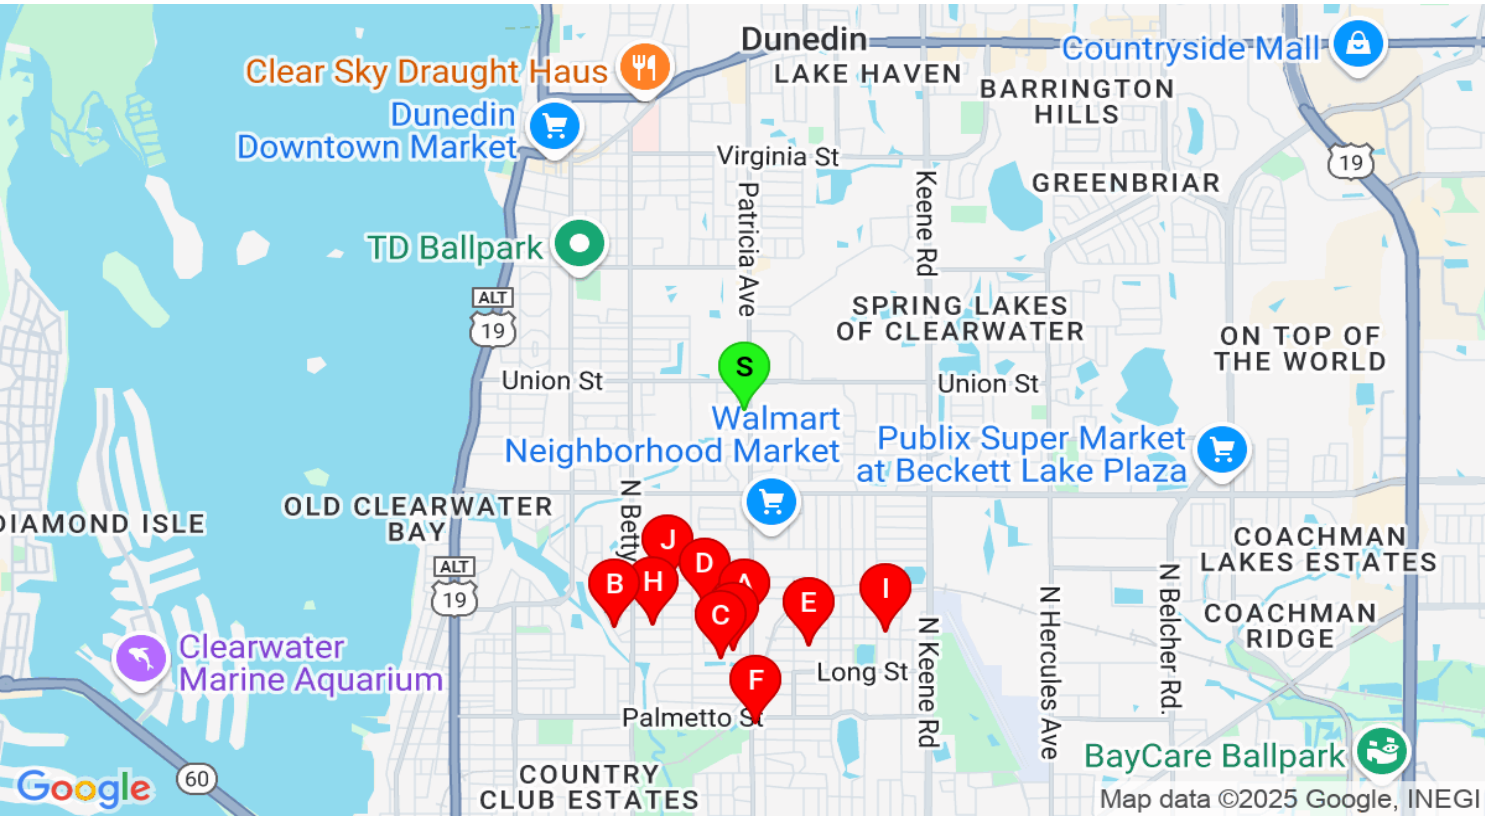 Dunedin
Countryside Mall
Clear Sky Draught Haus
LAKE HAVEN
BARRINGTON
HILLS
Dunedin
Downtown Market
Virginia St
19
Patricia Ave
Keene Rd
GREENBRIAR
TD Ballpark
ALT
19
SPRING LAKES
OF CLEARWATER
ON TOP OF
THE WORLD
S
Union St
Union St
Walmart
Neighborhood Market
Publix Super Market
at Beckett Lake Plaza
N Betty
OLD CLEARWATER
BAY
DIAMOND ISLE
COACHMAN
LAKES ESTATES
J
D
A
B
H
C
E
I
ALT
19
N Keene Rd
N Hercules Ave
N Belcher Rd.
COACHMAN
RIDGE
Clearwater
Marine Aquarium
Long St
F
Palmetto St
BayCare Ballpark
60
COUNTRY
CLUB ESTATES
Google
Map data ©2025 Google, INEGI